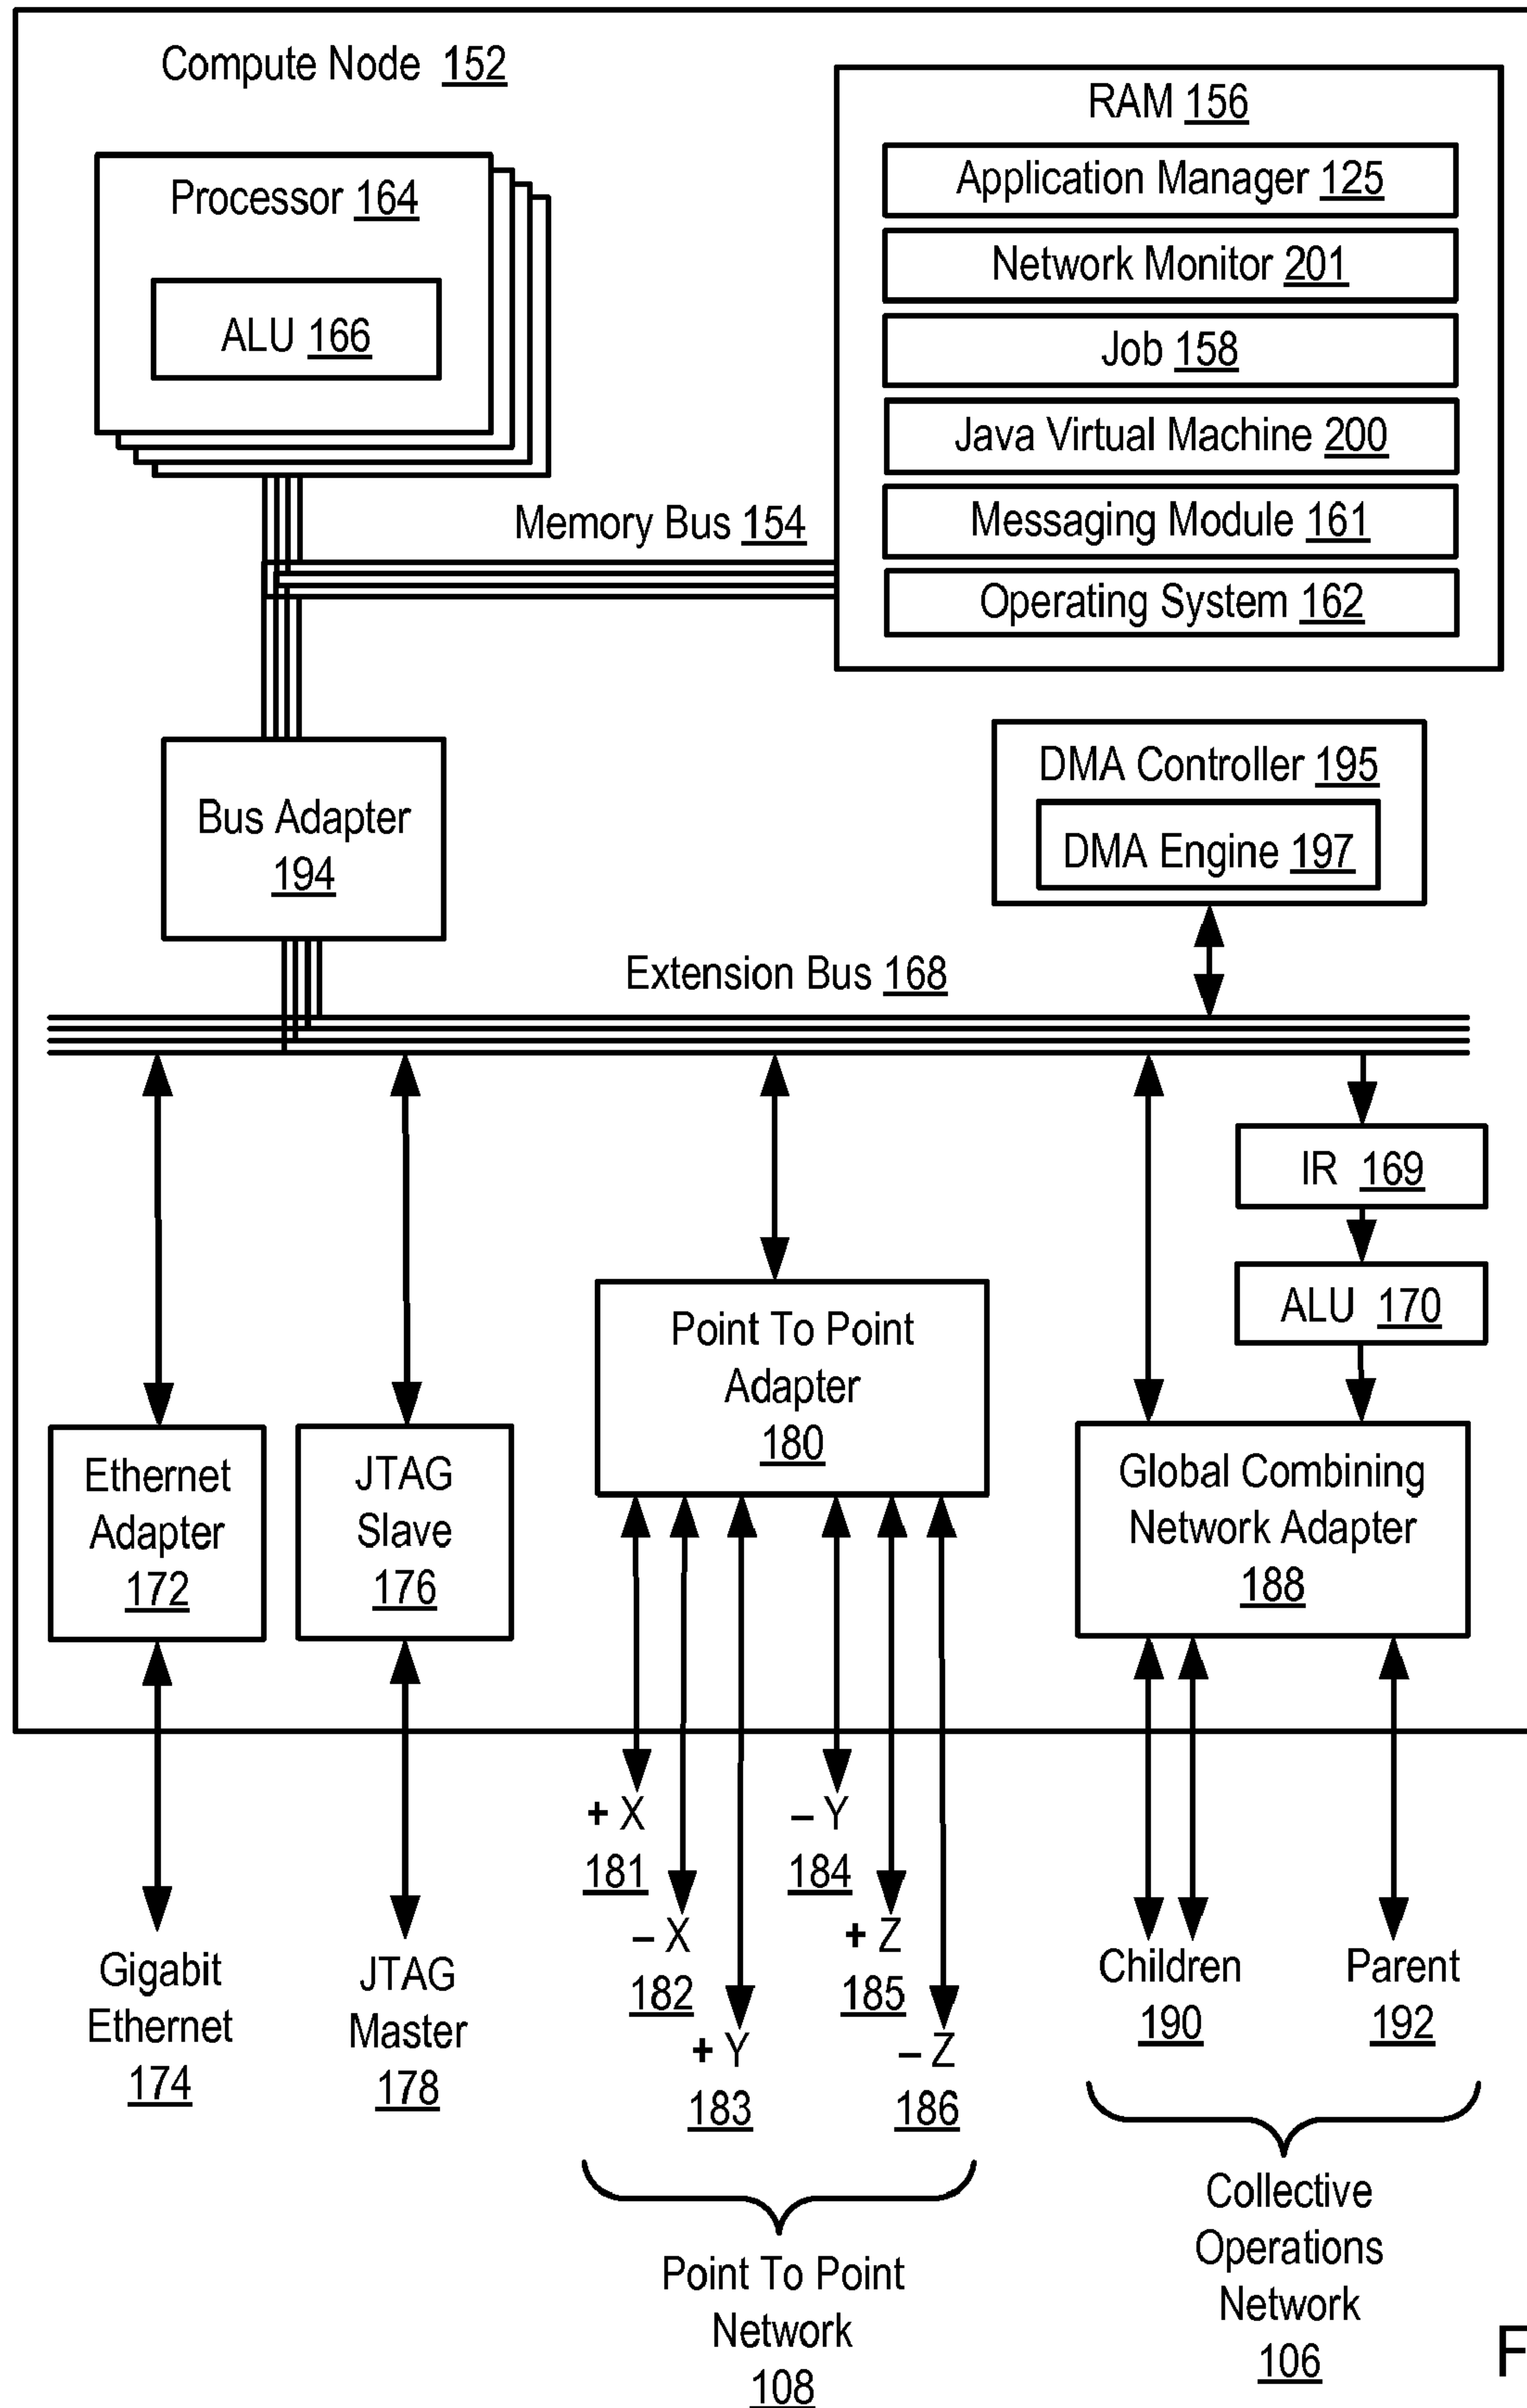 Compute Node 152
RAM 156
Application Manager 125
Network Monitor 201
Job 158
Java Virtual Machine 200
Messaging Module 161
Operating System 162
Processor 164
ALU 166
Memory Bus 154
Bus Adapter
194
DMA Controller 195
DMA Engine 197
Extension Bus 168
IR 169
ALU 170
Point To Point
Adapter
180
Ethernet
Adapter
172
JTAG
Slave
176
Global Combining
Network Adapter
188
+ X
181
– X
182
+ Y
183
– Y
184
+ Z
185
– Z
186
Gigabit
Ethernet
174
JTAG
Master
178
Children
190
Parent
192
Point To Point
Network
108
Collective
Operations
Network
106
F